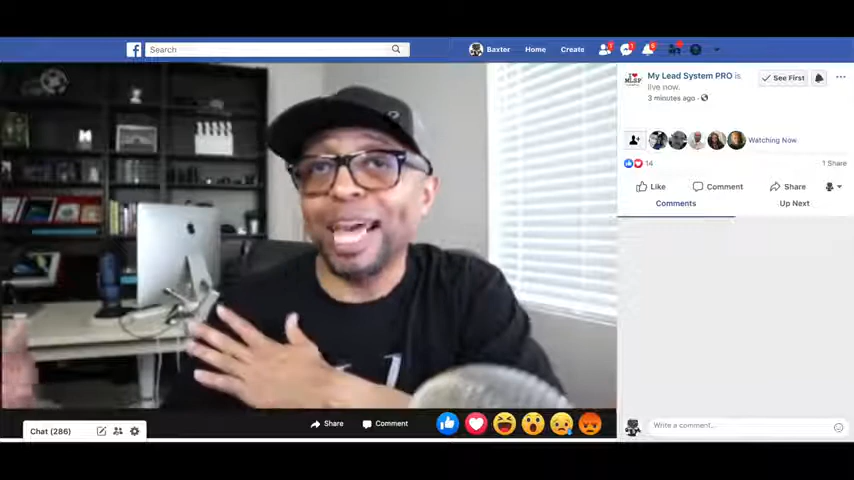 Search
Baxter
Home
Create
My Lead System PRO is
live now.
3 minutes ago
See First
Watching Now
14
1 Share
Like
Comment
Share
Comments
Up Next
Share
Comment
Chat (286)
Write a comment...